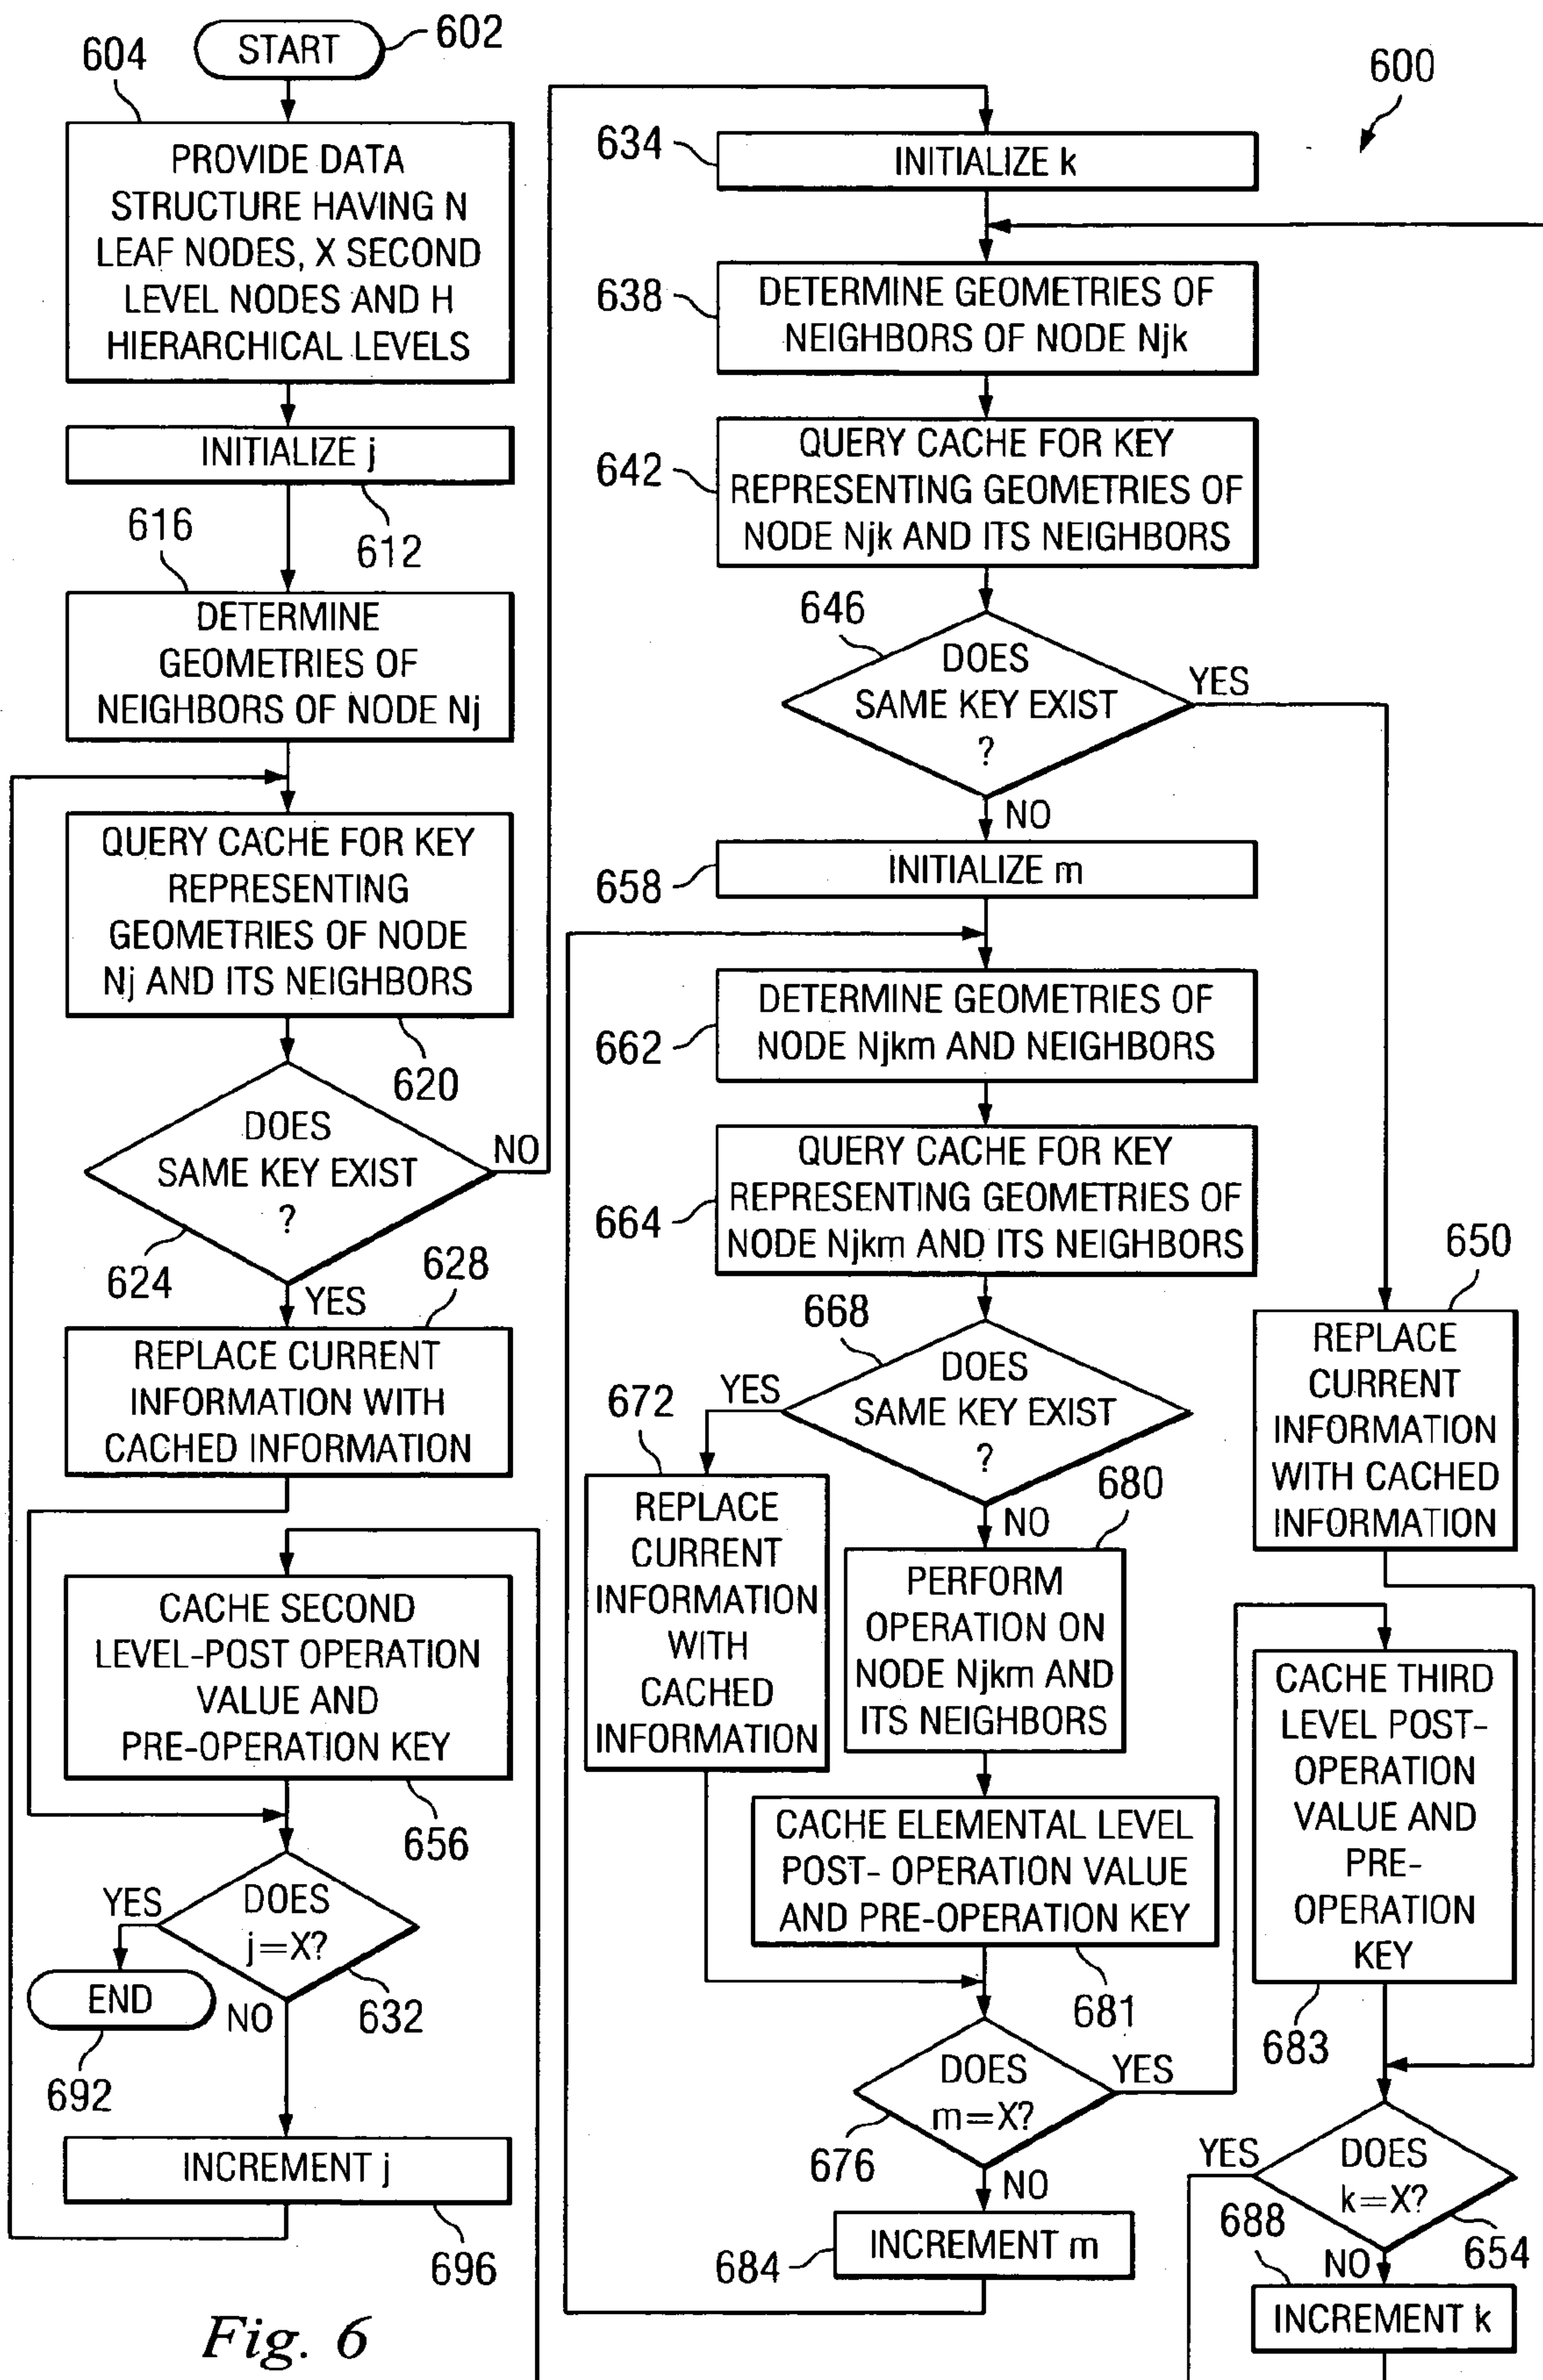 START
602
604
PROVIDE DATA
STRUCTURE HAVING N
LEAF NODES, X SECOND
LEVEL NODES AND H
HIERARCHICAL LEVELS
INITIALIZE j
612
616
DETERMINE
GEOMETRIES OF
NEIGHBORS OF NODE Nj
QUERY CACHE FOR KEY
REPRESENTING
GEOMETRIES OF NODE
Nj AND ITS NEIGHBORS
620
DOES
SAME KEY EXIST
?
NO
624
YES
628
REPLACE CURRENT
INFORMATION WITH
CACHED INFORMATION
CACHE SECOND
LEVEL-POST OPERATION
VALUE AND
PRE-OPERATION KEY
656
DOES
j=X?
YES
END
692
NO
632
INCREMENT j
696
Fig. 6
600
634
INITIALIZE k
638
DETERMINE GEOMETRIES OF
NEIGHBORS OF NODE Njk
642
QUERY CACHE FOR KEY
REPRESENTING GEOMETRIES OF
NODE Njk AND ITS NEIGHBORS
646
DOES
SAME KEY EXIST
?
YES
NO
658
INITIALIZE m
662
DETERMINE GEOMETRIES OF
NODE Njkm AND NEIGHBORS
664
QUERY CACHE FOR KEY
REPRESENTING GEOMETRIES OF
NODE Njkm AND ITS NEIGHBORS
668
DOES
SAME KEY EXIST
?
YES
672
REPLACE
CURRENT
INFORMATION
WITH
CACHED
INFORMATION
NO
680
PERFORM
OPERATION ON
NODE Njkm AND
ITS NEIGHBORS
CACHE ELEMENTAL LEVEL
POST- OPERATION VALUE
AND PRE-OPERATION KEY
681
DOES
m=X?
YES
676
NO
684
INCREMENT m
650
REPLACE
CURRENT
INFORMATION
WITH CACHED
INFORMATION
CACHE THIRD
LEVEL POST-
OPERATION
VALUE AND
PRE-
OPERATION
KEY
683
DOES
k=X?
YES
654
688
NO
INCREMENT k